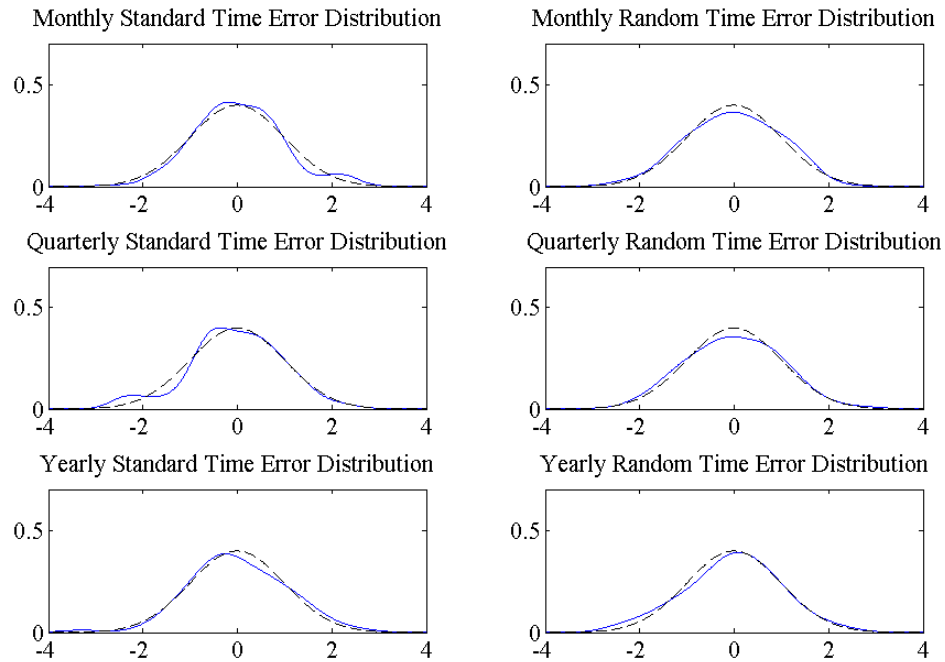 Monthly Standard Time Error Distribution
0.5
0
-4 -2 0 2 4
Monthly Random Time Error Distribution
0.5
0
-4 -2 0 2 4
Quarterly Standard Time Error Distribution
0.5
0
-4 -2 0 2 4
Quarterly Random Time Error Distribution
0.5
0
-4 -2 0 2 4
Yearly Standard Time Error Distribution
0.5
0
-4 -2 0 2 4
Yearly Random Time Error Distribution
0.5
0
-4 -2 0 2 4